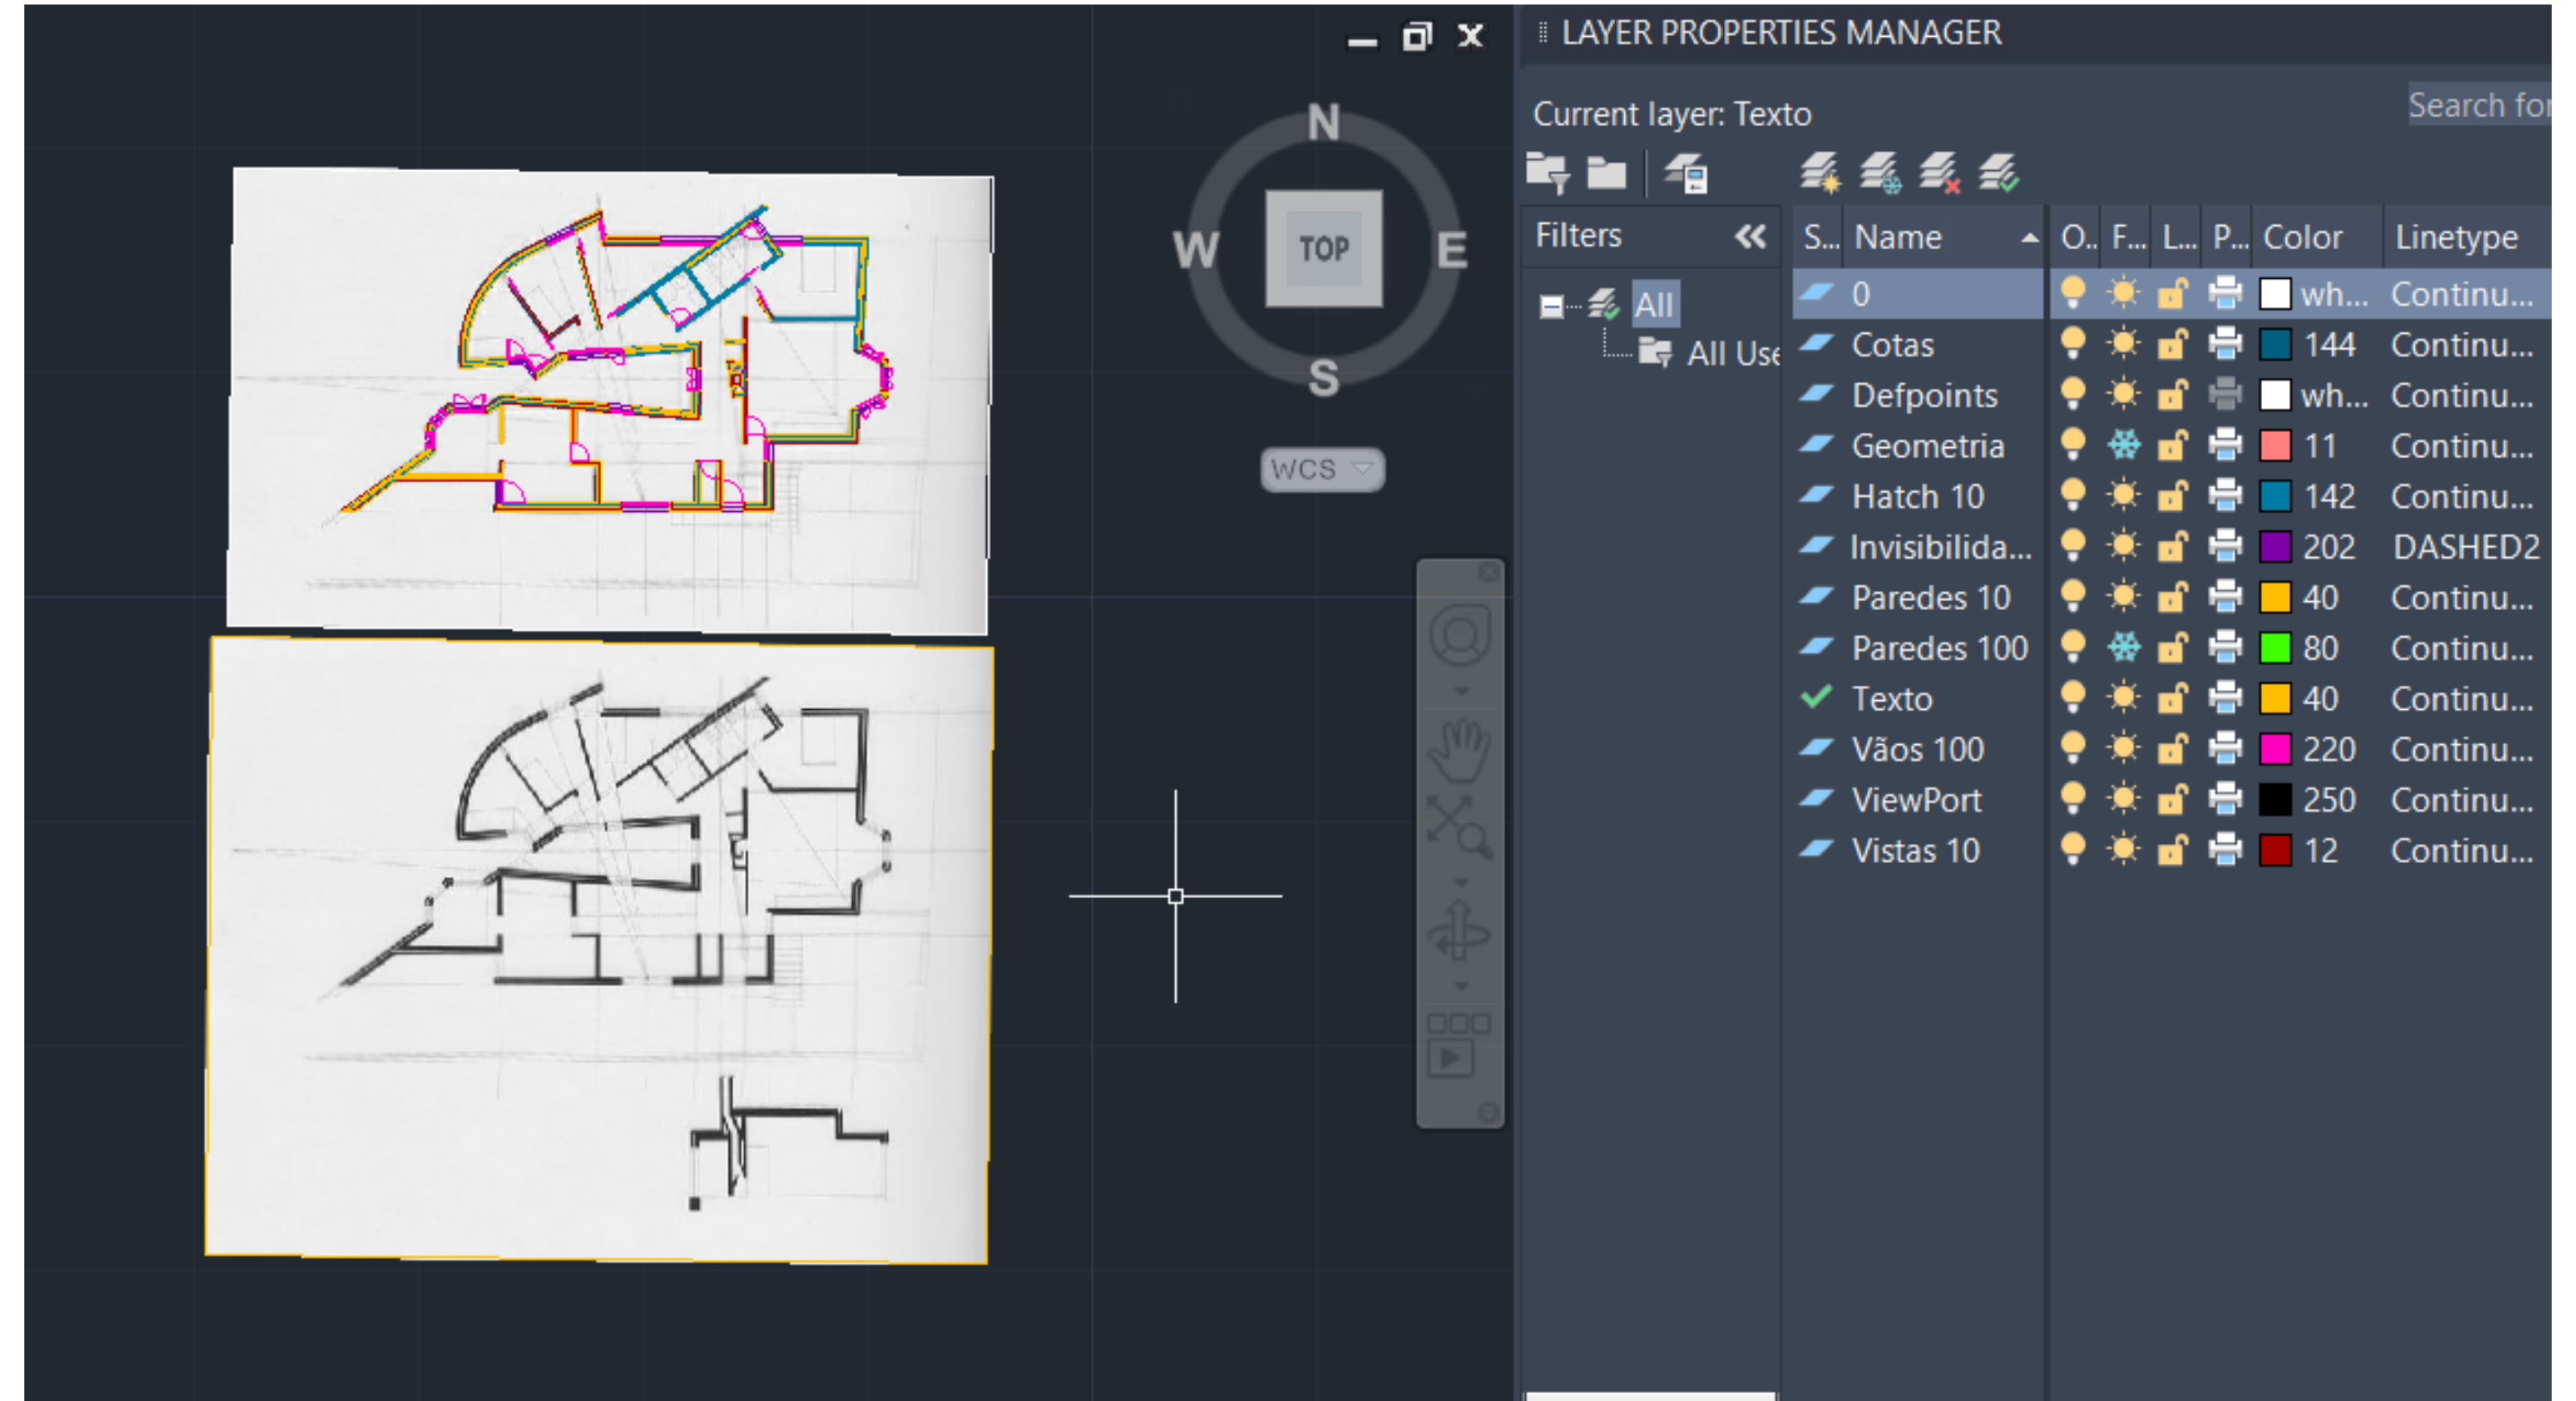 LAYER PROPERTIES MANAGER
Current layer: Texto
Search for
N
W
TOP
E
S
WCS
Filters
All
All Use
S... Name O.. F... L... P... Color Linetype
0 wh... Continu...
Cotas 144 Continu...
Defpoints wh... Continu...
Geometria 11 Continu...
Hatch 10 142 Continu...
Invisibilida... 202 DASHED2
Paredes 10 40 Continu...
Paredes 100 80 Continu...
Texto 40 Continu...
Vãos 100 220 Continu...
ViewPort 250 Continu...
Vistas 10 12 Continu...